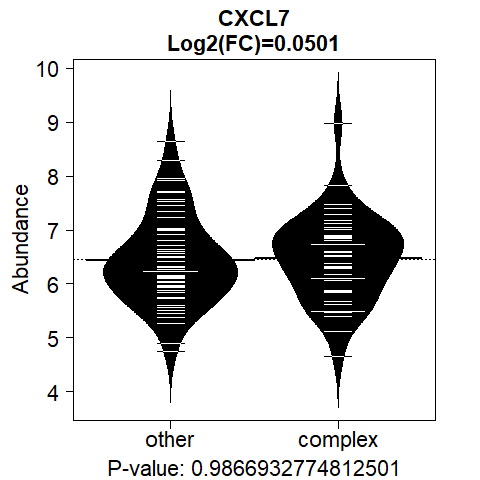 CXCL7
Log2(FC)=0.0501
Abundance
10
9
8
7
6
5
4
other complex
P-value: 0.9866932774812501